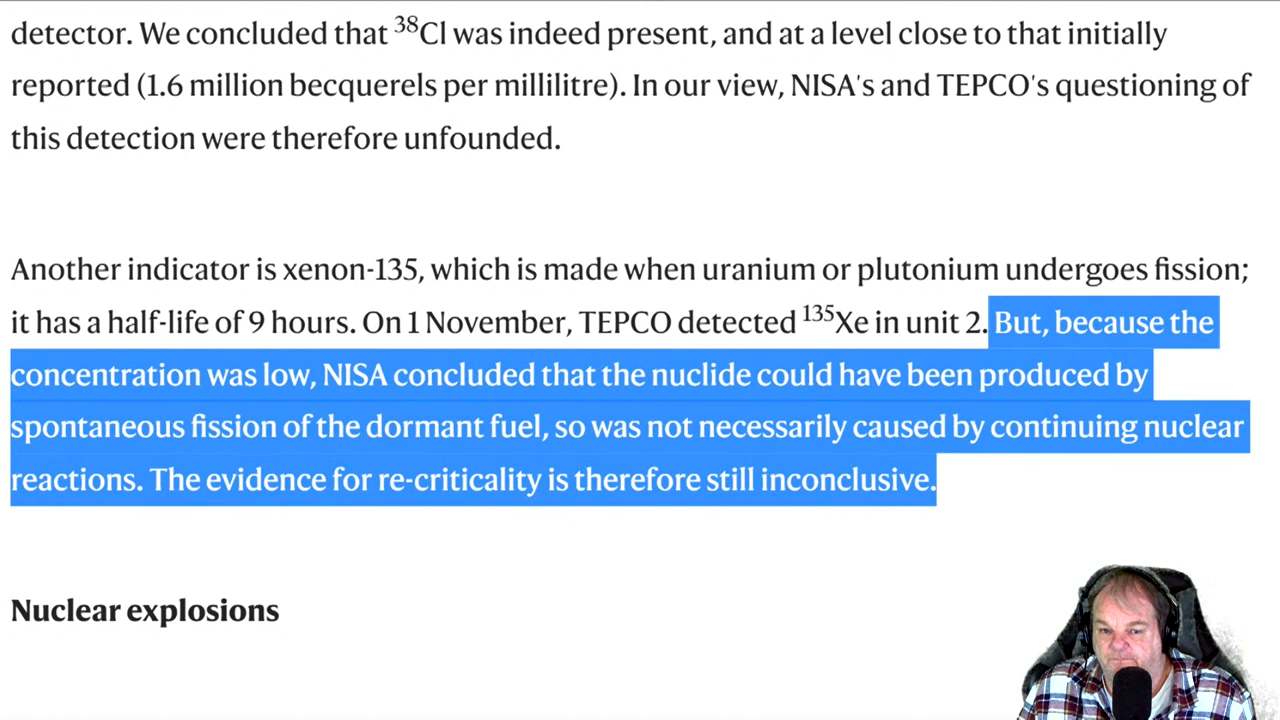 detector. We concluded that ³⁸Cl was indeed present, and at a level close to that initially
reported (1.6 million becquerels per millilitre). In our view, NISA's and TEPCO's questioning of
this detection were therefore unfounded.
Another indicator is xenon-135, which is made when uranium or plutonium undergoes fission;
it has a half-life of 9 hours. On 1 November, TEPCO detected ¹³⁵Xe in unit 2. But, because the
concentration was low, NISA concluded that the nuclide could have been produced by
spontaneous fission of the dormant fuel, so was not necessarily caused by continuing nuclear
reactions. The evidence for re-criticality is therefore still inconclusive.
Nuclear explosions